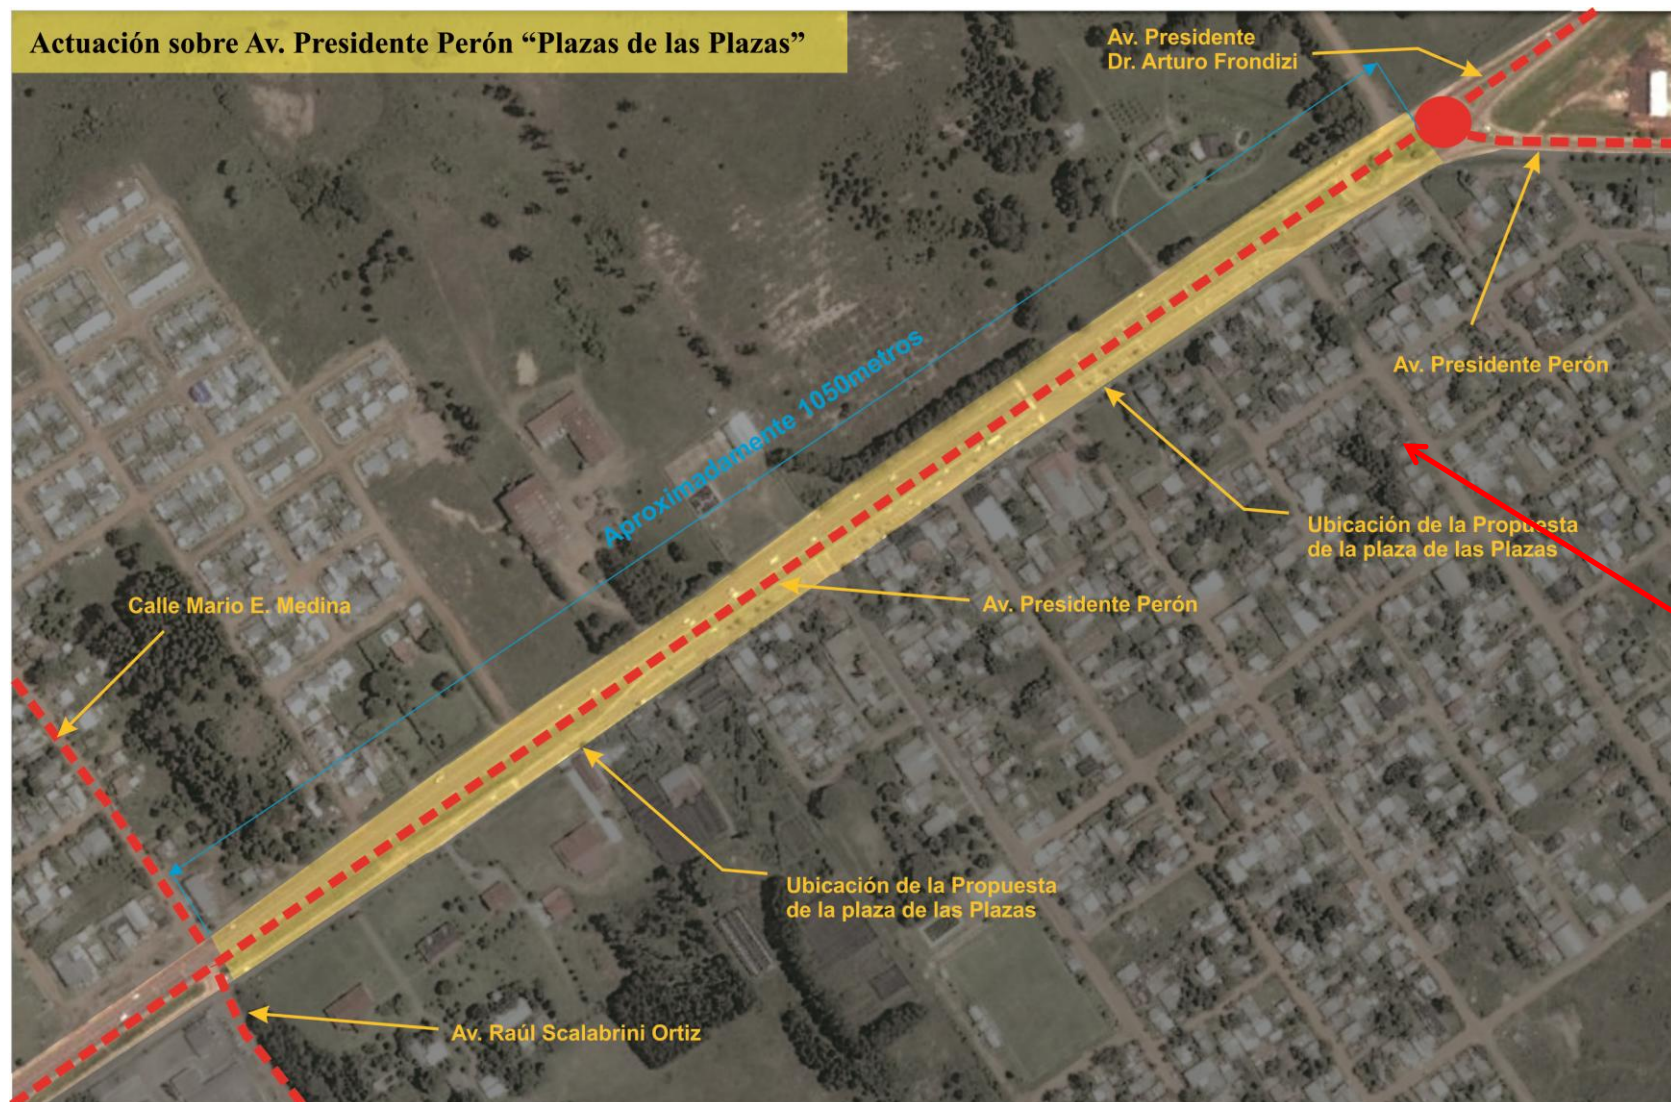 Actuación sobre Av. Presidente Perón “Plazas de las Plazas”
Av. Presidente
Dr. Arturo Frondizi
Av. Presidente Perón
Aproximadamente 1050metros
Ubicación de la Propuesta
de la plaza de las Plazas
Av. Presidente Perón
Calle Mario E. Medina
Ubicación de la Propuesta
de la plaza de las Plazas
Av. Raúl Scalabrini Ortiz